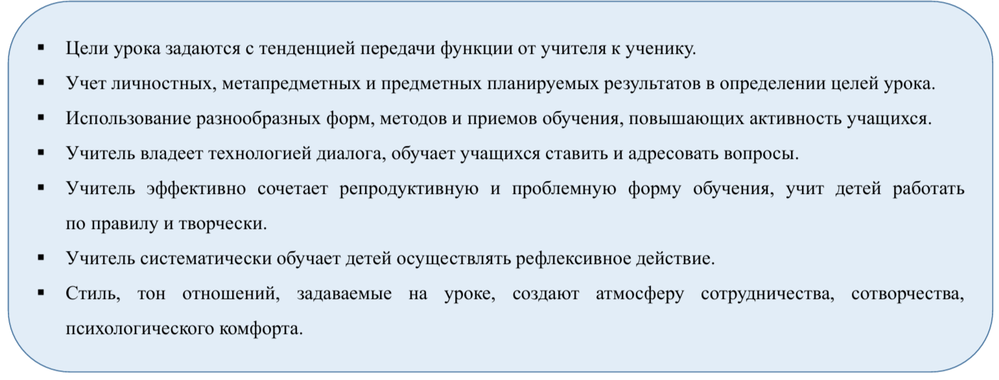 ▪ Цели урока задаются с тенденцией передачи функции от учителя к ученику.
▪ Учет личностных, метапредметных и предметных планируемых результатов в определении целей урока.
▪ Использование разнообразных форм, методов и приемов обучения, повышающих активность учащихся.
▪ Учитель владеет технологией диалога, обучает учащихся ставить и адресовать вопросы.
▪ Учитель эффективно сочетает репродуктивную и проблемную форму обучения, учит детей работать
по правилу и творчески.
▪ Учитель систематически обучает детей осуществлять рефлексивное действие.
▪ Стиль, тон отношений, задаваемые на уроке, создают атмосферу сотрудничества, сотворчества,
психологического комфорта.